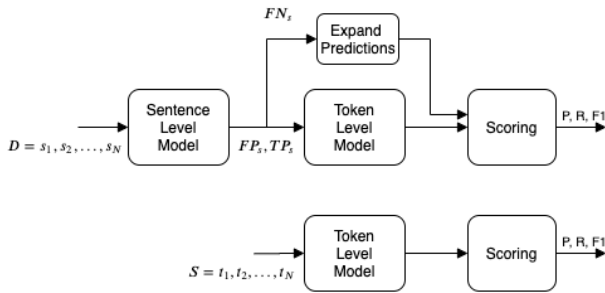 FN_s
Expand
Predictions
Sentence
Level
Model
Token
Level
Model
Scoring
P, R, F1
D = s_1, s_2, . . . , s_N
FP_s, TP_s
Token
Level
Model
Scoring
P, R, F1
S = t_1, t_2, . . . , t_N